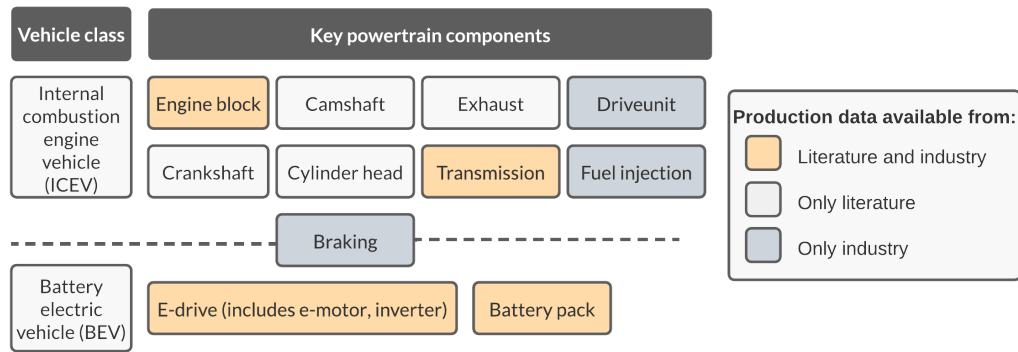 Vehicle class
Key powertrain components
Internal
combustion
engine
vehicle
(ICEV)
Engine block
Camshaft
Exhaust
Driveunit
Crankshaft
Cylinder head
Transmission
Fuel injection
Braking
Battery
electric
vehicle (BEV)
E-drive (includes e-motor, inverter)
Battery pack
Production data available from:
Literature and industry
Only literature
Only industry